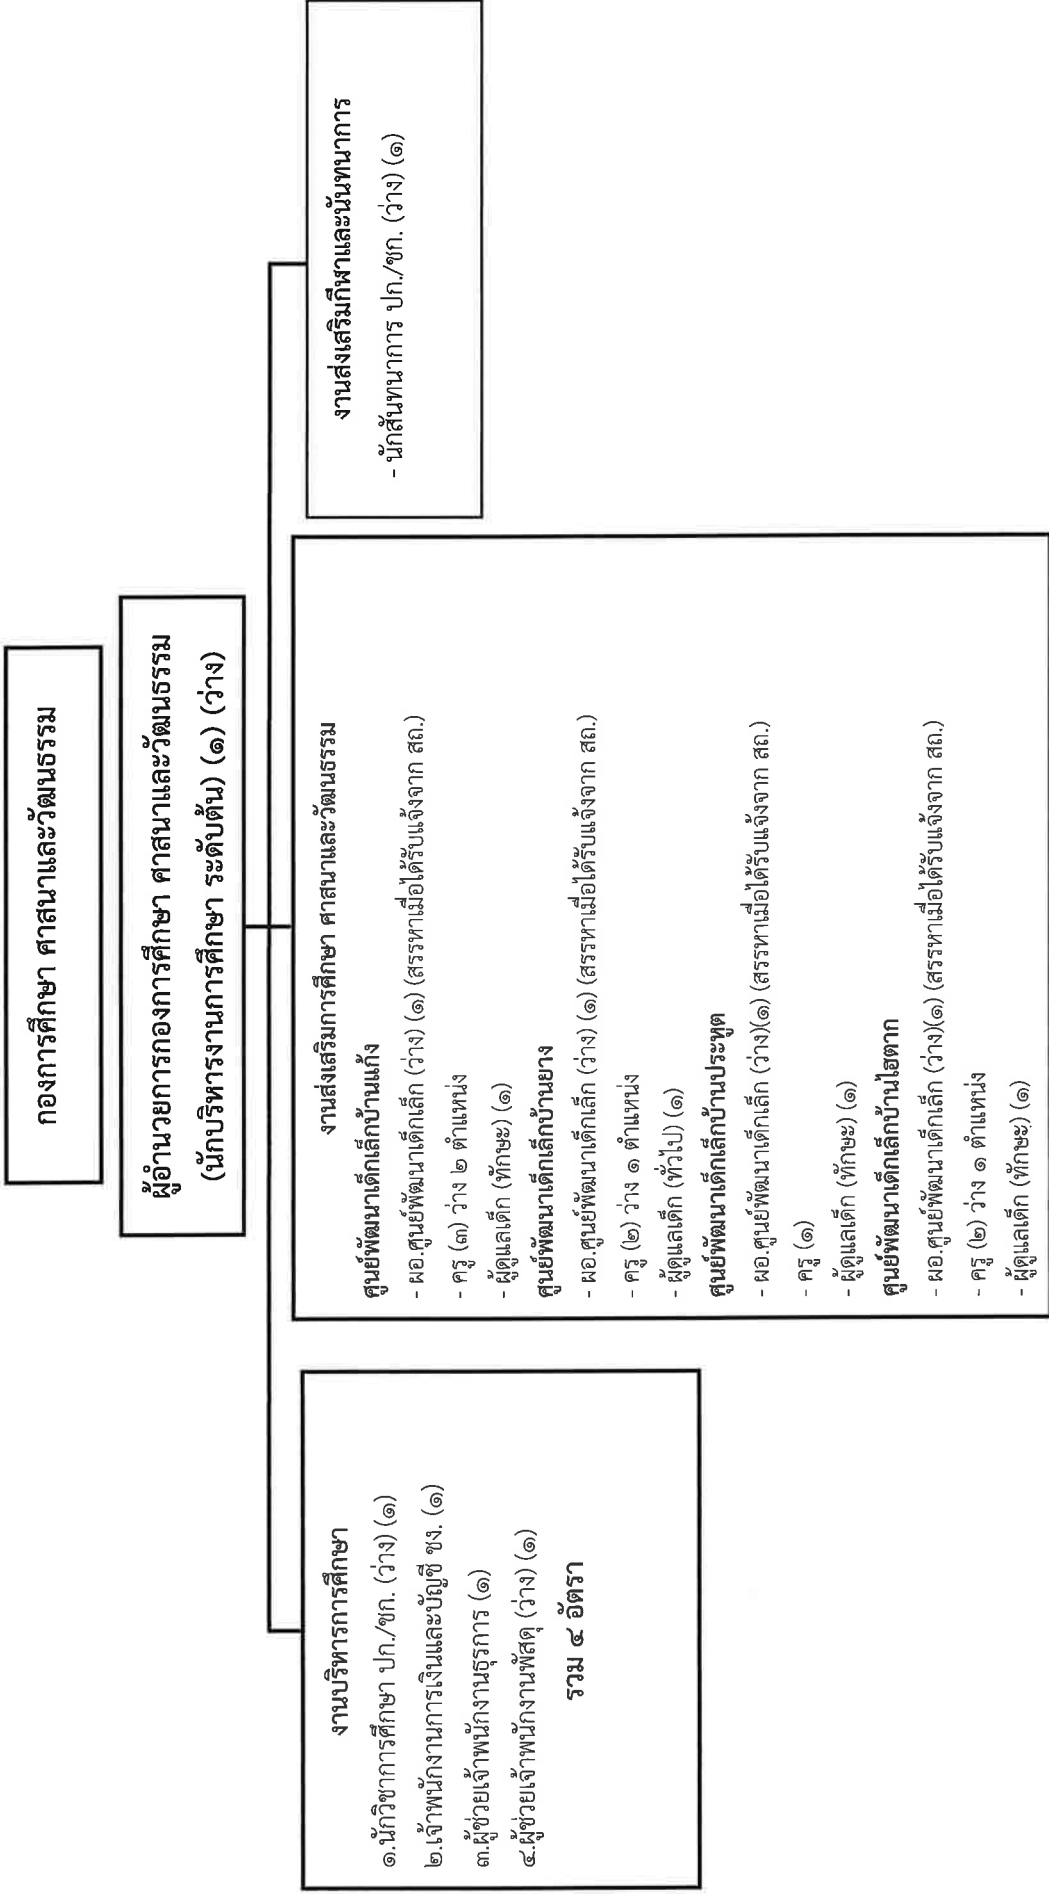 กองการศึกษา ศาสนาและวัฒนธรรม
ผู้อำนวยการกองการศึกษา ศาสนาและวัฒนธรรม
(นักบริหารงานการศึกษา ระดับต้น) (๑) (ว่าง)
งานบริหารการศึกษา
๑.นักวิชาการศึกษา ปก./ชก. (ว่าง) (๑)
๒.เจ้าพนักงานการเงินและบัญชี ชง. (๑)
๓.ผู้ช่วยเจ้าพนักงานธุรการ (๑)
๔.ผู้ช่วยเจ้าพนักงานพัสดุ (ว่าง) (๑)
รวม ๔ อัตรา
งานส่งเสริมการศึกษา ศาสนาและวัฒนธรรม
ศูนย์พัฒนาเด็กเล็กบ้านแก้ง
- ผอ.ศูนย์พัฒนาเด็กเล็ก (ว่าง) (๑) (สรรหาเมื่อได้รับแจ้งจาก สถ.)
- ครู (๓) ว่าง ๒ ตำแหน่ง
- ผู้ดูแลเด็ก (ทักษะ) (๑)
ศูนย์พัฒนาเด็กเล็กบ้านยาง
- ผอ.ศูนย์พัฒนาเด็กเล็ก (ว่าง) (๑) (สรรหาเมื่อได้รับแจ้งจาก สถ.)
- ครู (๒) ว่าง ๑ ตำแหน่ง
- ผู้ดูแลเด็ก (ทั่วไป) (๑)
ศูนย์พัฒนาเด็กเล็กบ้านประหูต
- ผอ.ศูนย์พัฒนาเด็กเล็ก (ว่าง)(๑) (สรรหาเมื่อได้รับแจ้งจาก สถ.)
- ครู (๑)
- ผู้ดูแลเด็ก (ทักษะ) (๑)
ศูนย์พัฒนาเด็กเล็กบ้านไฮตาก
- ผอ.ศูนย์พัฒนาเด็กเล็ก (ว่าง)(๑) (สรรหาเมื่อได้รับแจ้งจาก สถ.)
- ครู (๒) ว่าง ๑ ตำแหน่ง
- ผู้ดูแลเด็ก (ทักษะ) (๑)
งานส่งเสริมกีฬาและนันทนาการ
- นักสันทนาการ ปก./ชก. (ว่าง) (๑)